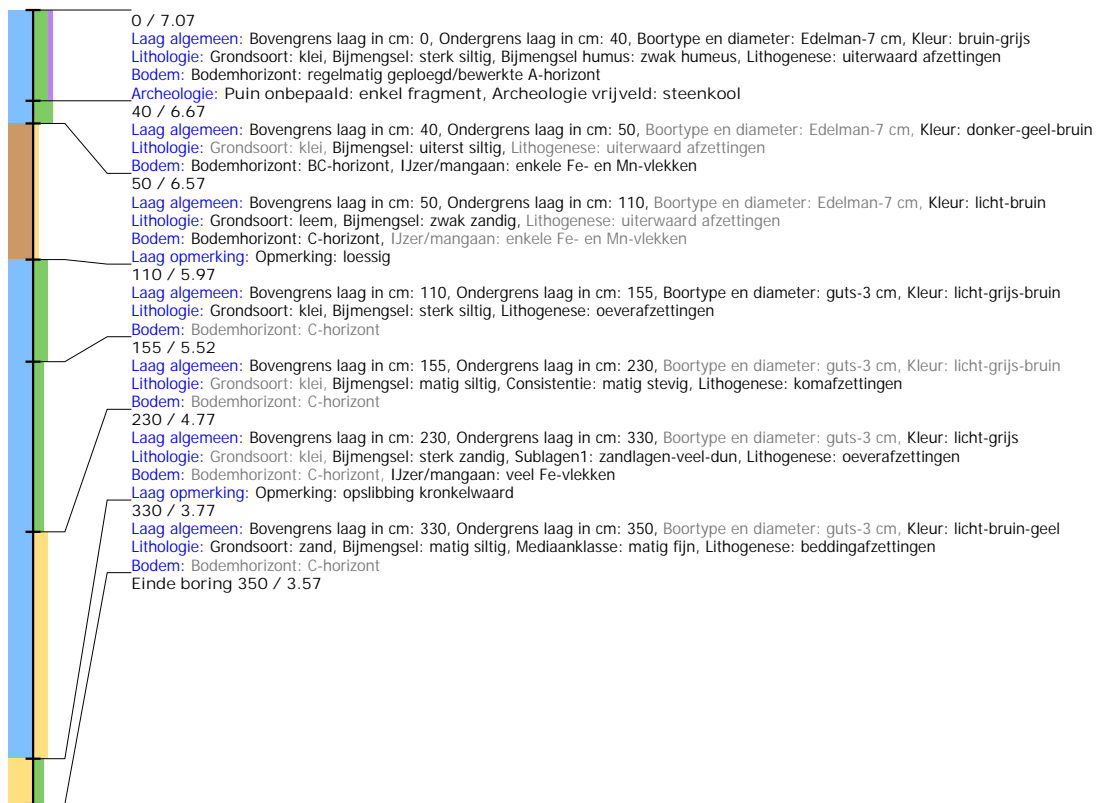 0 / 7.07
Laag algemeen: Bovengrens laag in cm: 0, Ondergrens laag in cm: 40, Boortype en diameter: Edelman-7 cm, Kleur: bruin-grijs
Lithologie: Grondsoort: klei, Bijmengsel: sterk siltig, Bijmengsel humus: zwak humeus, Lithogenese: uiterwaard afzettingen
Bodem: Bodemhorizont: regelmatig geploegd/bewerkte A-horizont
Archeologie: Puin onbepaald: enkel fragment, Archeologie vrijveld: steenkool
40 / 6.67
Laag algemeen: Bovengrens laag in cm: 40, Ondergrens laag in cm: 50, Boortype en diameter: Edelman-7 cm, Kleur: donker-geel-bruin
Lithologie: Grondsoort: klei, Bijmengsel: uiterst siltig, Lithogenese: uiterwaard afzettingen
Bodem: Bodemhorizont: BC-horizont, IJzer/mangaan: enkele Fe- en Mn-vlekken
50 / 6.57
Laag algemeen: Bovengrens laag in cm: 50, Ondergrens laag in cm: 110, Boortype en diameter: Edelman-7 cm, Kleur: licht-bruin
Lithologie: Grondsoort: leem, Bijmengsel: zwak zandig, Lithogenese: uiterwaard afzettingen
Bodem: Bodemhorizont: C-horizont, IJzer/mangaan: enkele Fe- en Mn-vlekken
Laag opmerking: Opmerking: loessig
110 / 5.97
Laag algemeen: Bovengrens laag in cm: 110, Ondergrens laag in cm: 155, Boortype en diameter: guts-3 cm, Kleur: licht-grijs-bruin
Lithologie: Grondsoort: klei, Bijmengsel: sterk siltig, Lithogenese: oeverafzettingen
Bodem: Bodemhorizont: C-horizont
155 / 5.52
Laag algemeen: Bovengrens laag in cm: 155, Ondergrens laag in cm: 230, Boortype en diameter: guts-3 cm, Kleur: licht-grijs-bruin
Lithologie: Grondsoort: klei, Bijmengsel: matig siltig, Consistentie: matig stevig, Lithogenese: komafzettingen
Bodem: Bodemhorizont: C-horizont
230 / 4.77
Laag algemeen: Bovengrens laag in cm: 230, Ondergrens laag in cm: 330, Boortype en diameter: guts-3 cm, Kleur: licht-grijs
Lithologie: Grondsoort: klei, Bijmengsel: sterk zandig, Sublagen1: zandlagen-veel-dun, Lithogenese: oeverafzettingen
Bodem: Bodemhorizont: C-horizont, IJzer/mangaan: veel Fe-vlekken
Laag opmerking: Opmerking: opslibbing kronkelwaard
330 / 3.77
Laag algemeen: Bovengrens laag in cm: 330, Ondergrens laag in cm: 350, Boortype en diameter: guts-3 cm, Kleur: licht-bruin-geel
Lithologie: Grondsoort: zand, Bijmengsel: matig siltig, Mediaanklasse: matig fijn, Lithogenese: beddingafzettingen
Bodem: Bodemhorizont: C-horizont
Einde boring 350 / 3.57